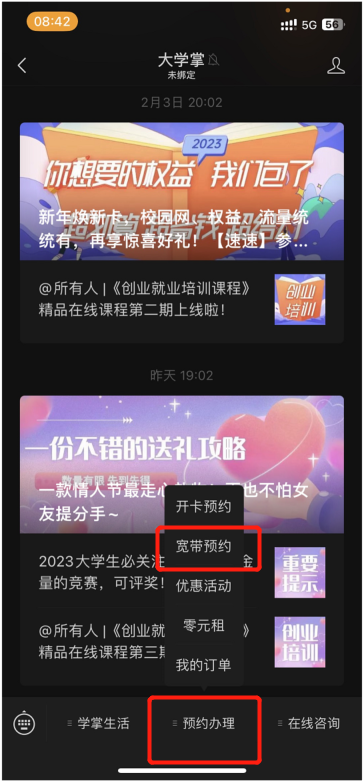 08:42
5G 56
大学掌
未绑定
2月3日 20:02
2023
你想要的权益 我们包了
新年焕新卡、校园网、权益、流量统
统有，再享惊喜好礼！【速速】参...
@所有人 |《创业就业培训课程》
精品在线课程第二期上线啦！
创业
培训
昨天 19:02
一份不错的送礼攻略
数量有限 先到先得
一款情人节最走心
也不怕女
友提分手~
开卡预约
宽带预约
优惠活动
零元租
我的订单
2023大学生必关注
金
量的竞赛，可评奖！
重要
提示
@所有人 |《创业就
》
精品在线课程第三期
创业
培训
学掌生活
预约办理
在线咨询